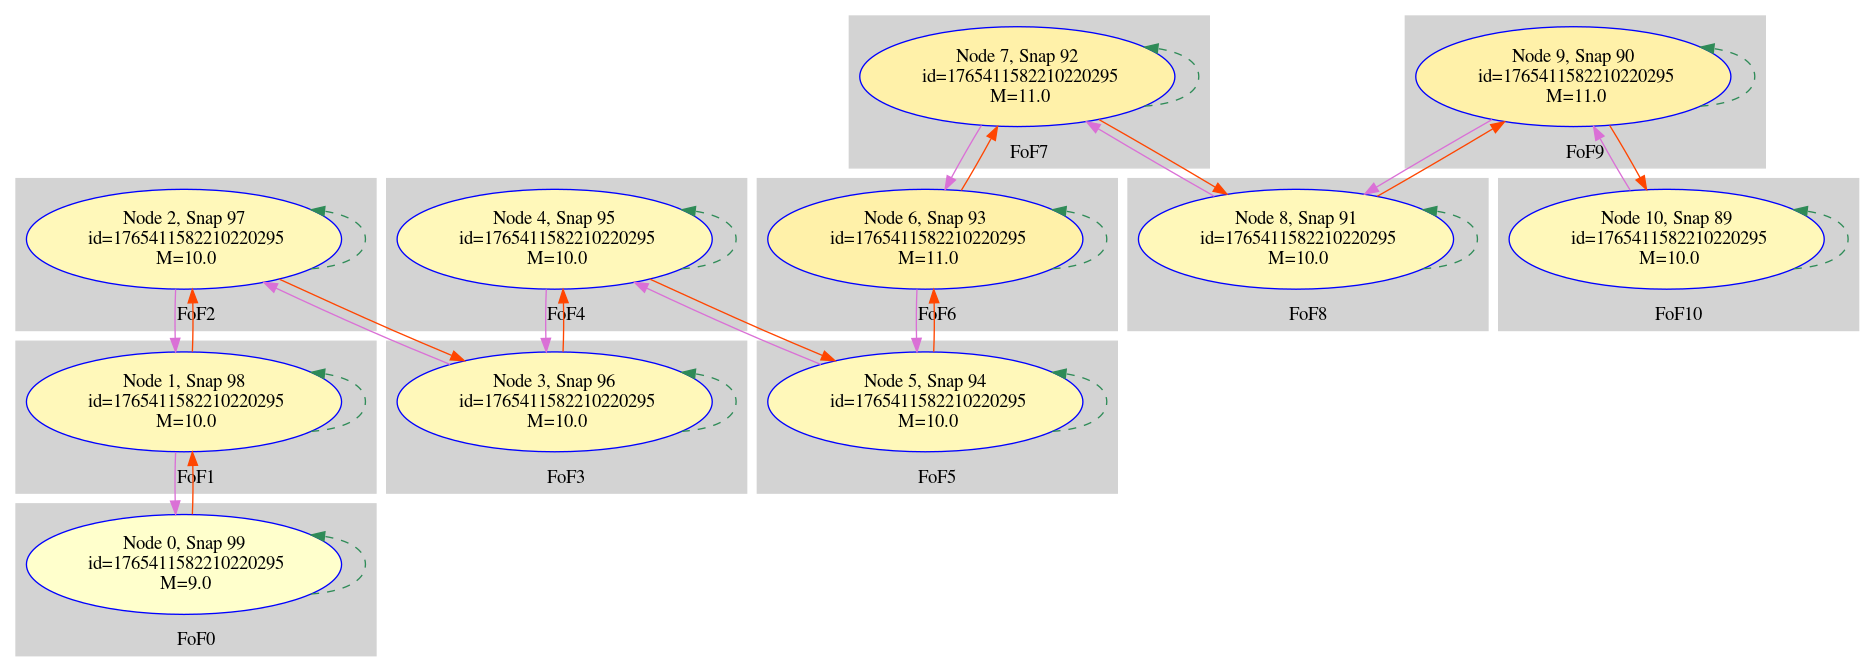 Node 7, Snap 92
id=1765411582210220295
M=11.0
FoF7
Node 9, Snap 90
id=1765411582210220295
M=11.0
FoF9
Node 2, Snap 97
id=1765411582210220295
M=10.0
FoF2
Node 4, Snap 95
id=1765411582210220295
M=10.0
FoF4
Node 6, Snap 93
id=1765411582210220295
M=11.0
FoF6
Node 8, Snap 91
id=1765411582210220295
M=10.0
FoF8
Node 10, Snap 89
id=1765411582210220295
M=10.0
FoF10
Node 1, Snap 98
id=1765411582210220295
M=10.0
FoF1
Node 3, Snap 96
id=1765411582210220295
M=10.0
FoF3
Node 5, Snap 94
id=1765411582210220295
M=10.0
FoF5
Node 0, Snap 99
id=1765411582210220295
M=9.0
FoF0